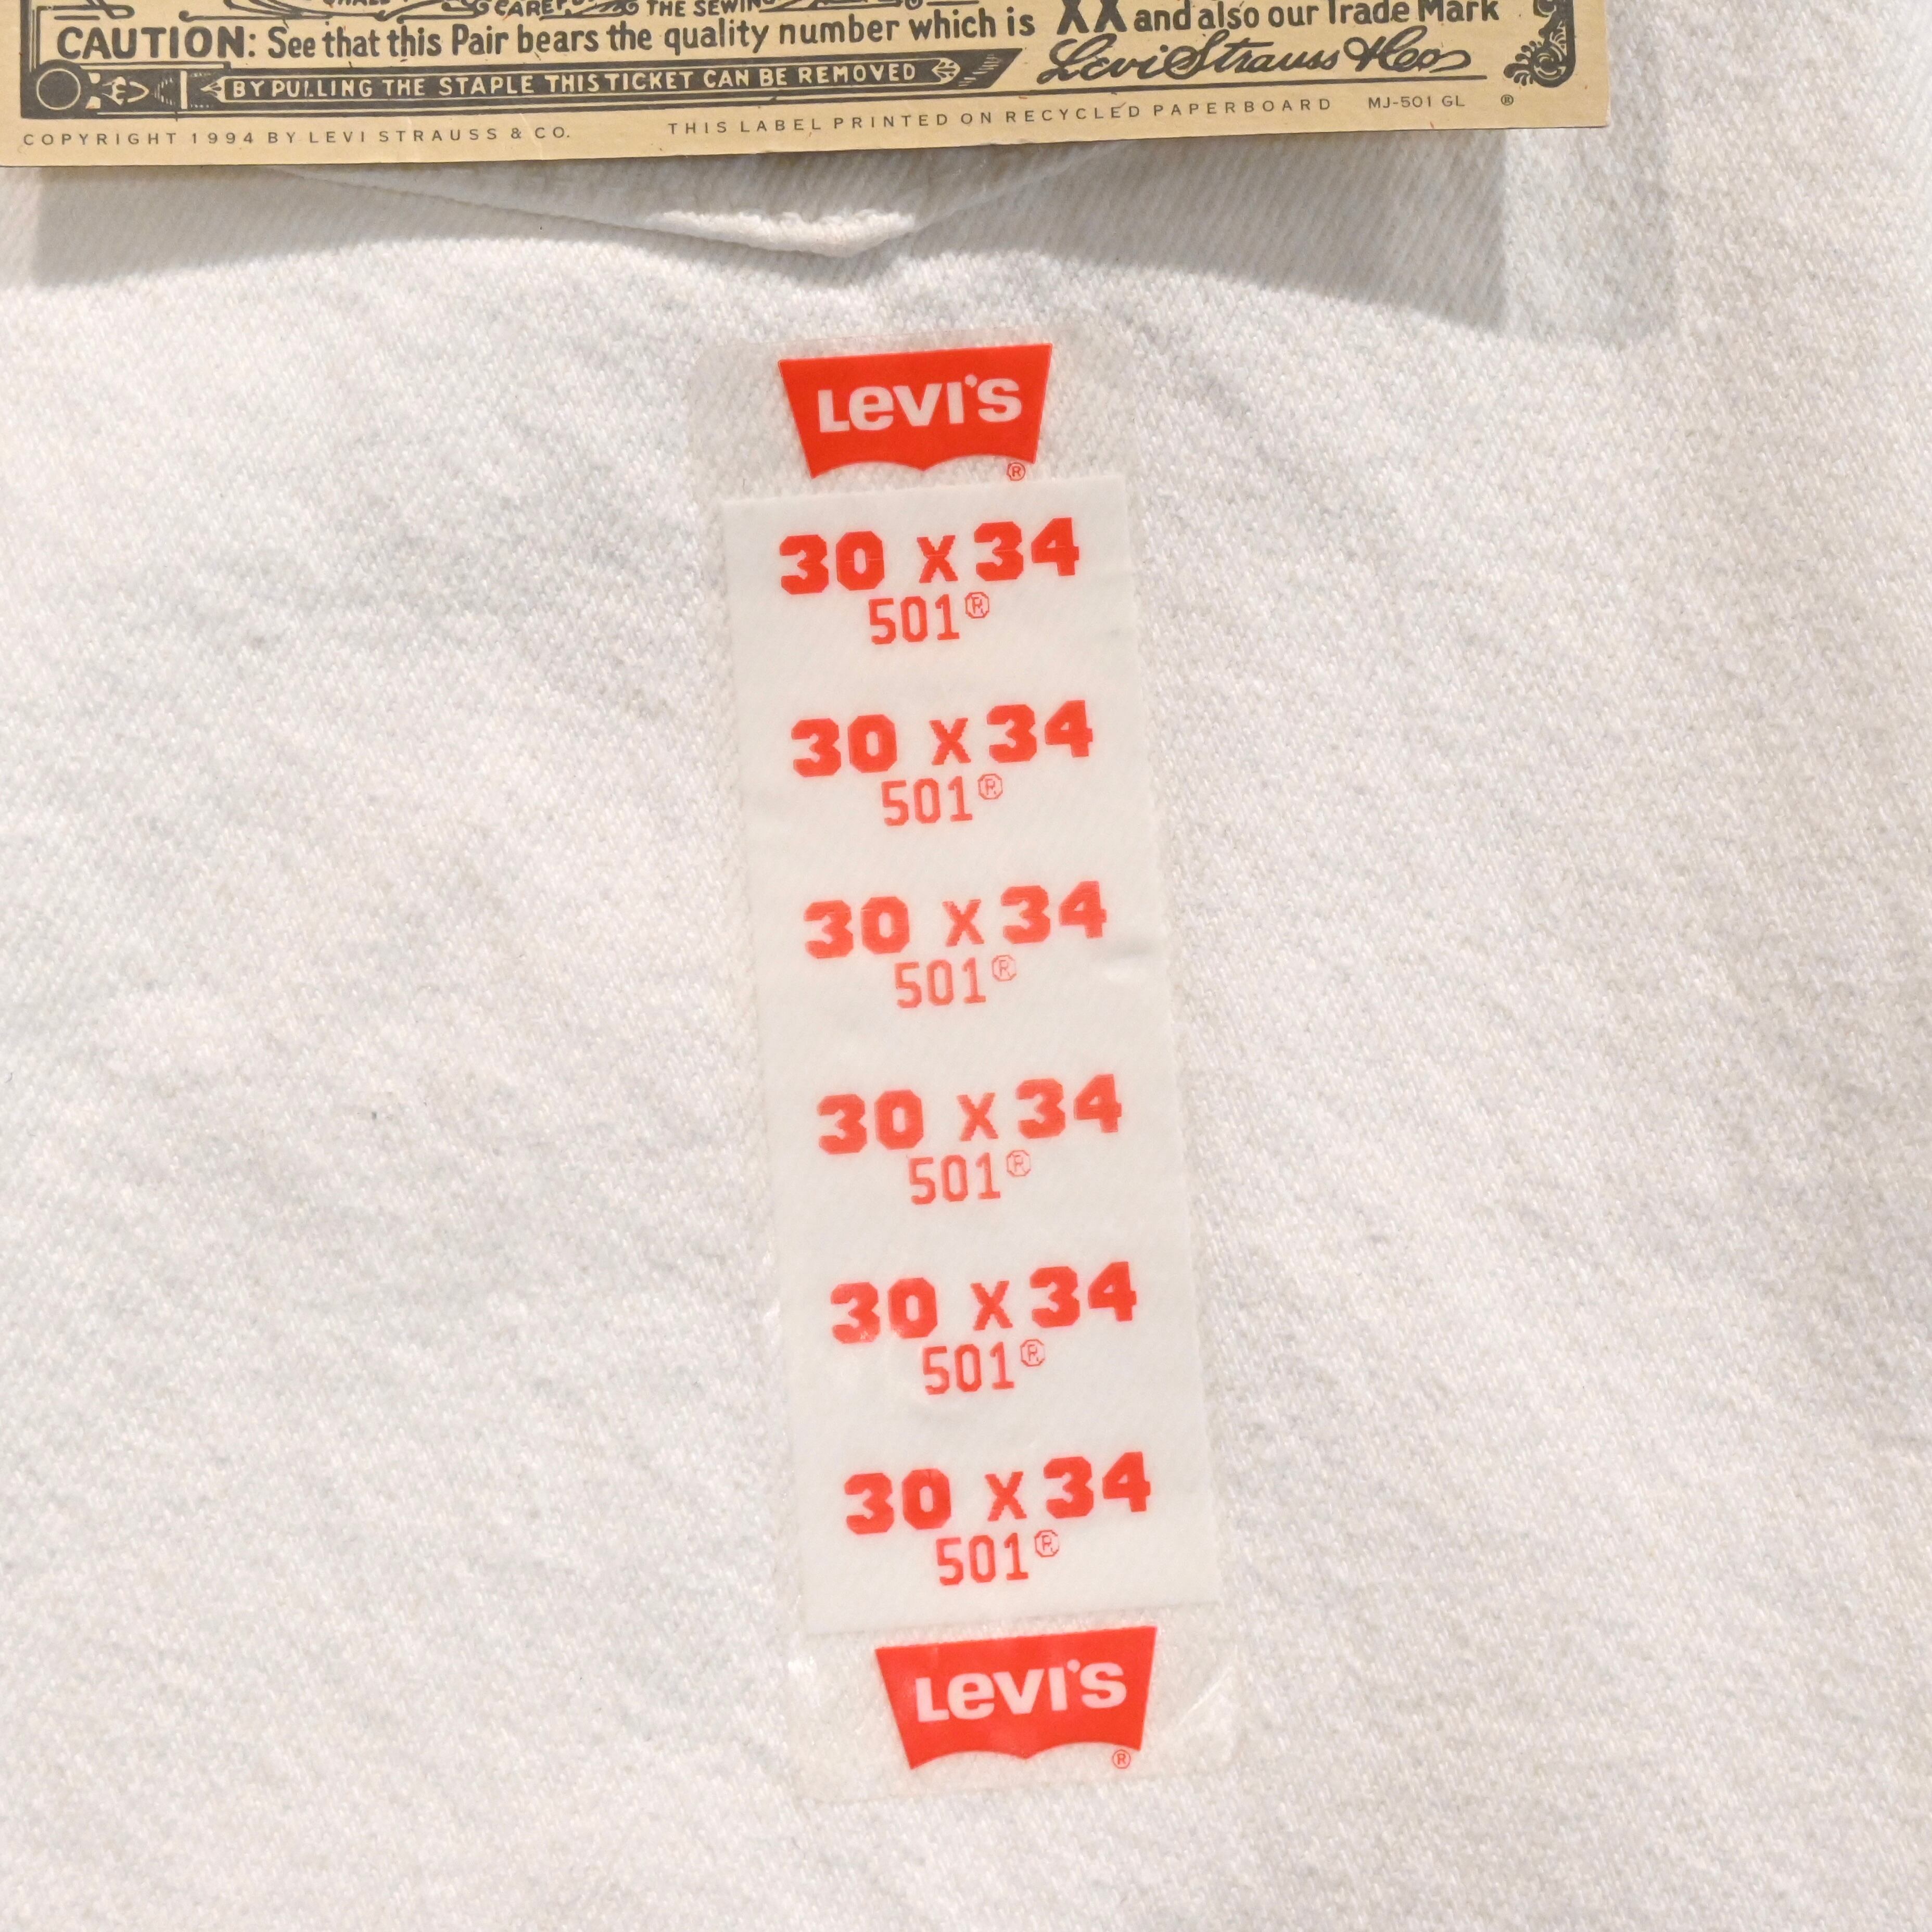 CAREF
THE SEWIN
CAUTION: See that this Pair bears the quality number which is XX and also our Trade Mark
BY PULLING THE STAPLE THIS TICKET CAN BE REMOVED
Levi Strauss & Co
COPYRIGHT 1994 BY LEVI STRAUSS & CO. THIS LABEL PRINTED ON RECYCLED PAPERBOARD MJ-501 GL ®
LEVI'S ®
30 x 34
501®
30 x 34
501®
30 x 34
501®
30 x 34
501®
30 x 34
501®
30 x 34
501®
LEVI'S ®